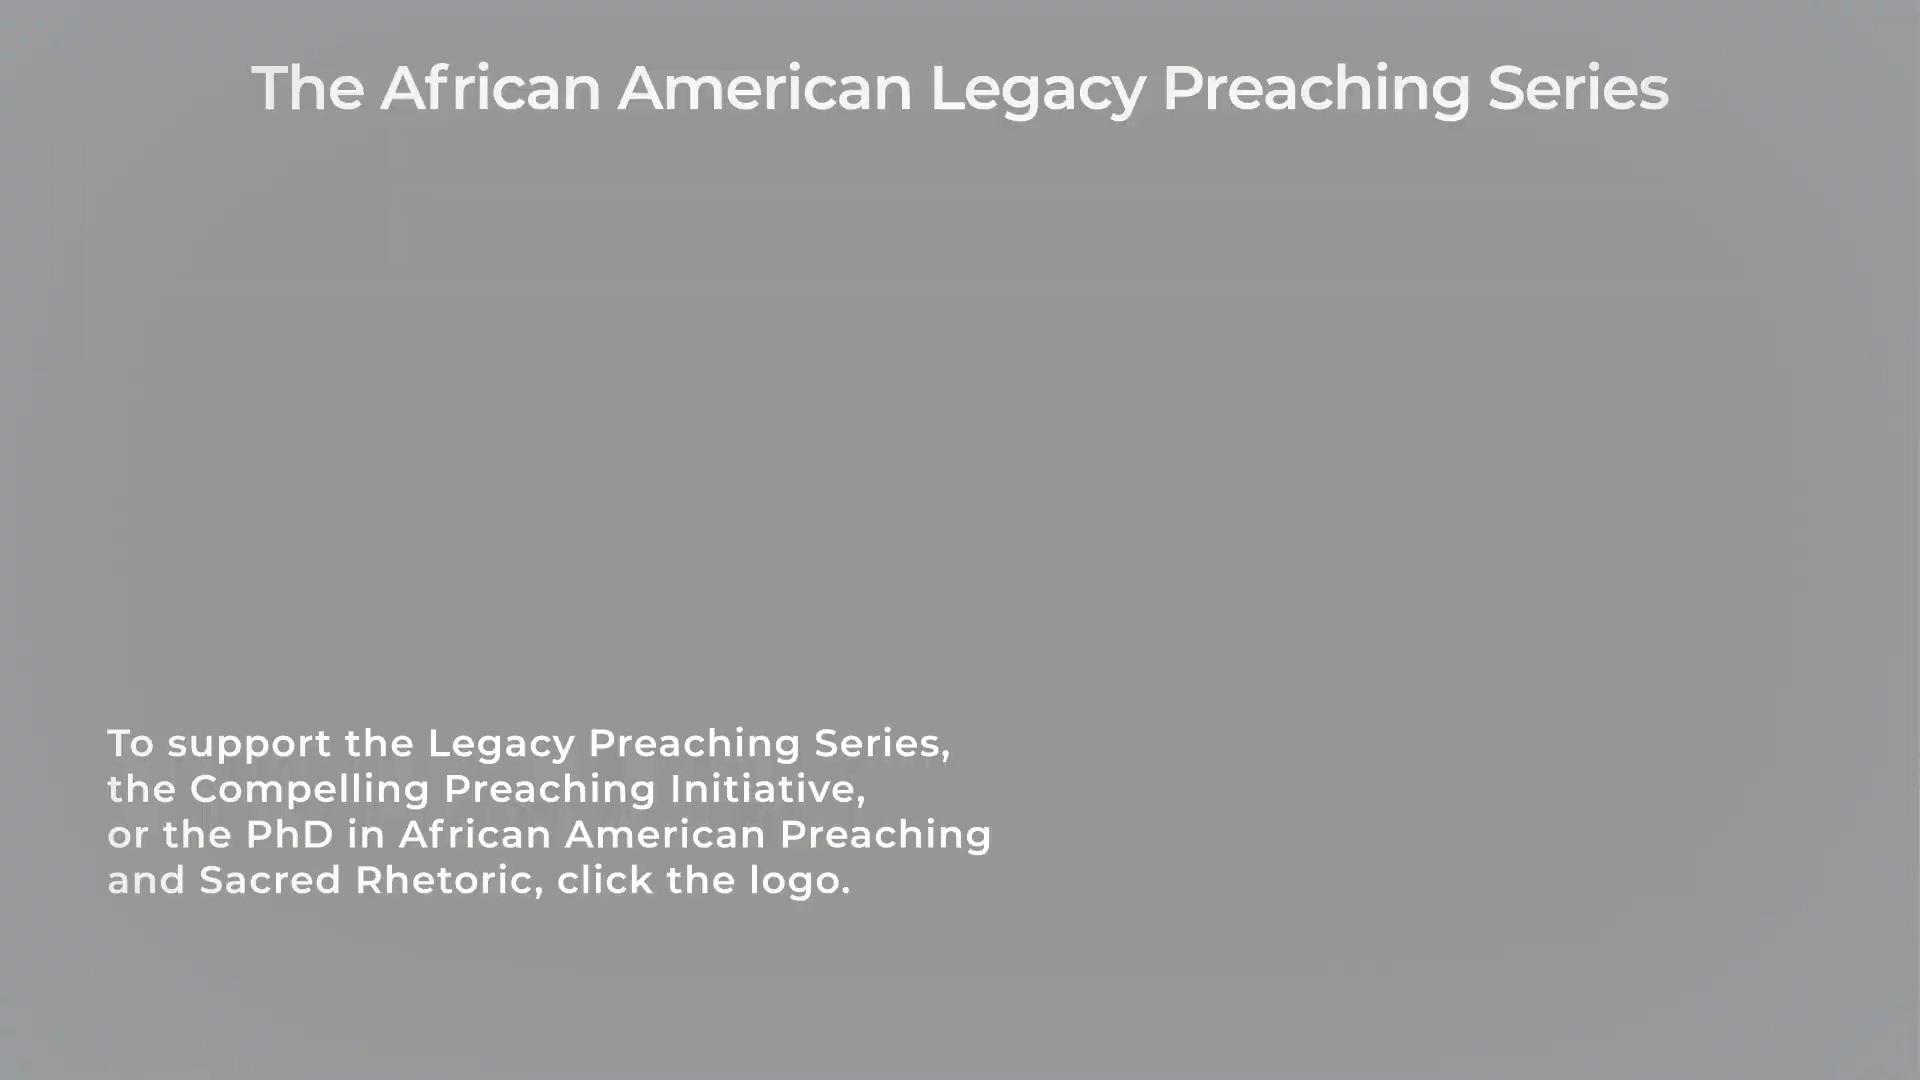 The African American Legacy Preaching Series
To support the Legacy Preaching Series,
the Compelling Preaching Initiative,
or the PhD in African American Preaching
and Sacred Rhetoric, click the logo.